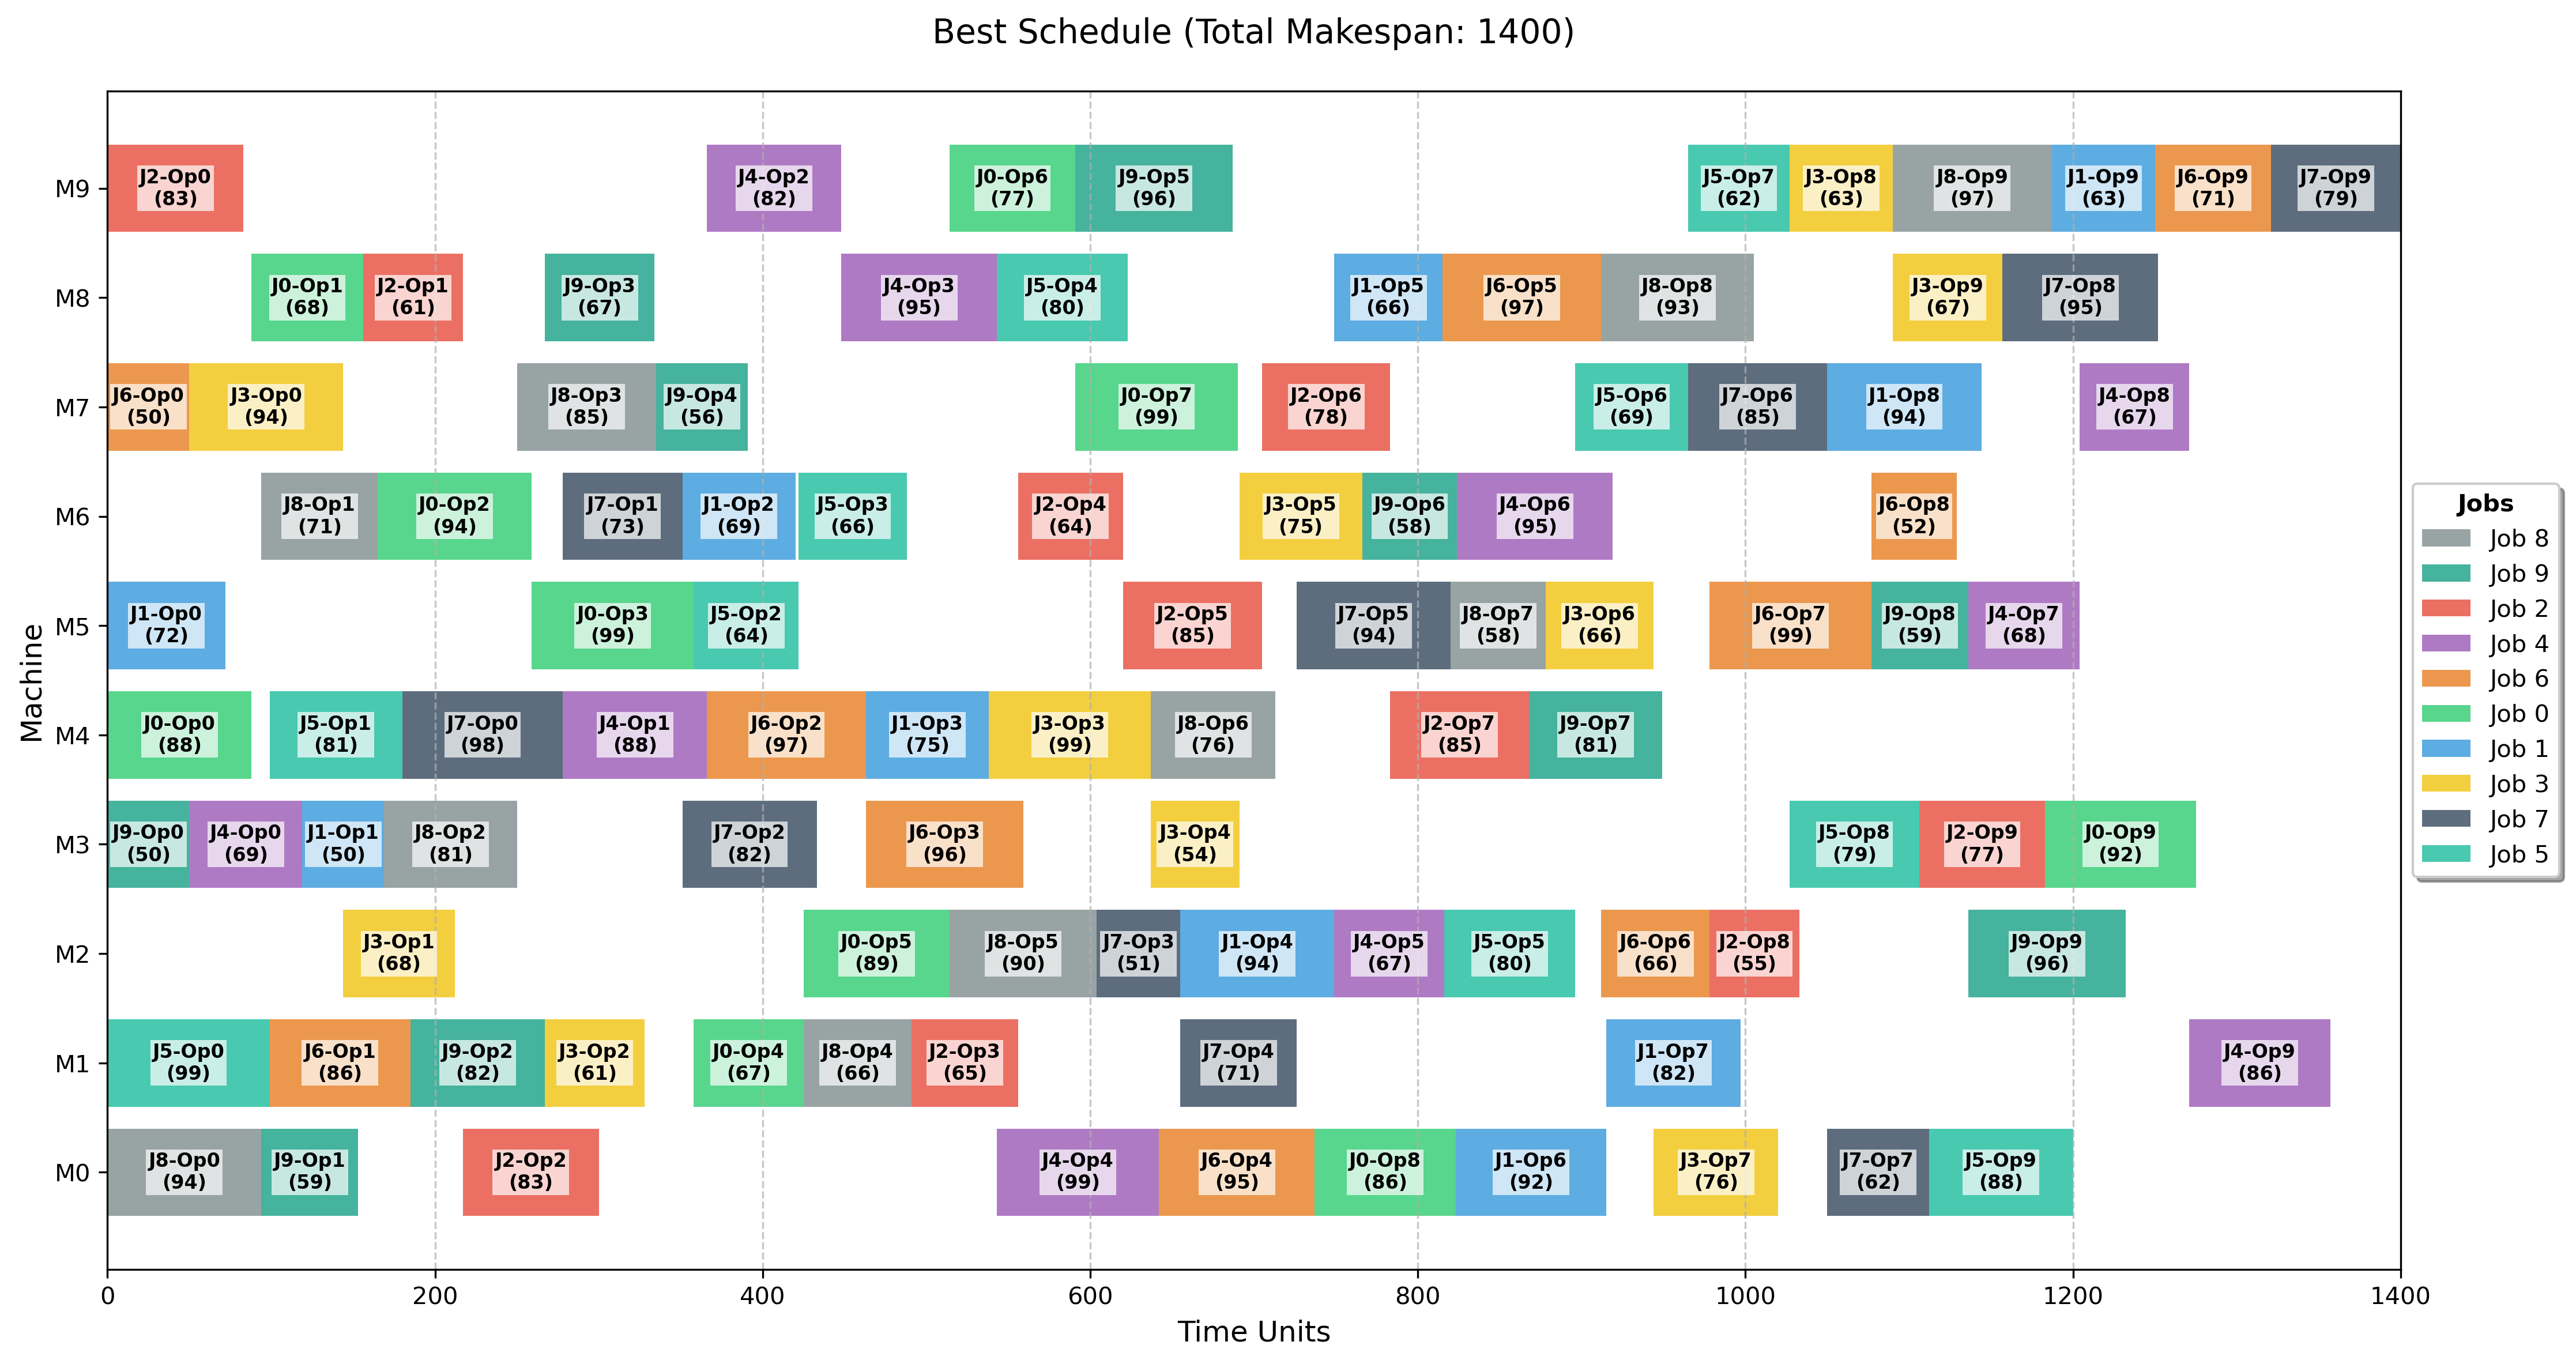 Best Schedule (Total Makespan: 1400)
M9
J2-Op0
(83)
J4-Op2
(82)
J0-Op6
(77)
J9-Op5
(96)
J5-Op7
(62)
J3-Op8
(63)
J8-Op9
(97)
J1-Op9
(63)
J6-Op9
(71)
J7-Op9
(79)
M8
J0-Op1
(68)
J2-Op1
(61)
J9-Op3
(67)
J4-Op3
(95)
J5-Op4
(80)
J1-Op5
(66)
J6-Op5
(97)
J8-Op8
(93)
J3-Op9
(67)
J7-Op8
(95)
M7
J6-Op0
(50)
J3-Op0
(94)
J8-Op3
(85)
J9-Op4
(56)
J0-Op7
(99)
J2-Op6
(78)
J5-Op6
(69)
J7-Op6
(85)
J1-Op8
(94)
J4-Op8
(67)
M6
J8-Op1
(71)
J0-Op2
(94)
J7-Op1
(73)
J1-Op2
(69)
J5-Op3
(66)
J2-Op4
(64)
J3-Op5
(75)
J9-Op6
(58)
J4-Op6
(95)
J6-Op8
(52)
M5
J1-Op0
(72)
J0-Op3
(99)
J5-Op2
(64)
J2-Op5
(85)
J7-Op5
(94)
J8-Op7
(58)
J3-Op6
(66)
J6-Op7
(99)
J9-Op8
(59)
J4-Op7
(68)
M4
J0-Op0
(88)
J5-Op1
(81)
J7-Op0
(98)
J4-Op1
(88)
J6-Op2
(97)
J1-Op3
(75)
J3-Op3
(99)
J8-Op6
(76)
J2-Op7
(85)
J9-Op7
(81)
M3
J9-Op0
(50)
J4-Op0
(69)
J1-Op1
(50)
J8-Op2
(81)
J7-Op2
(82)
J6-Op3
(96)
J3-Op4
(54)
J5-Op8
(79)
J2-Op9
(77)
J0-Op9
(92)
M2
J3-Op1
(68)
J0-Op5
(89)
J8-Op5
(90)
J7-Op3
(51)
J1-Op4
(94)
J4-Op5
(67)
J5-Op5
(80)
J6-Op6
(66)
J2-Op8
(55)
J9-Op9
(96)
M1
J5-Op0
(99)
J6-Op1
(86)
J9-Op2
(82)
J3-Op2
(61)
J0-Op4
(67)
J8-Op4
(66)
J2-Op3
(65)
J7-Op4
(71)
J1-Op7
(82)
J4-Op9
(86)
M0
J8-Op0
(94)
J9-Op1
(59)
J2-Op2
(83)
J4-Op4
(99)
J6-Op4
(95)
J0-Op8
(86)
J1-Op6
(92)
J3-Op7
(76)
J7-Op7
(62)
J5-Op9
(88)
Machine
0 200 400 600 800 1000 1200 1400
Time Units
Jobs
Job 8
Job 9
Job 2
Job 4
Job 6
Job 0
Job 1
Job 3
Job 7
Job 5